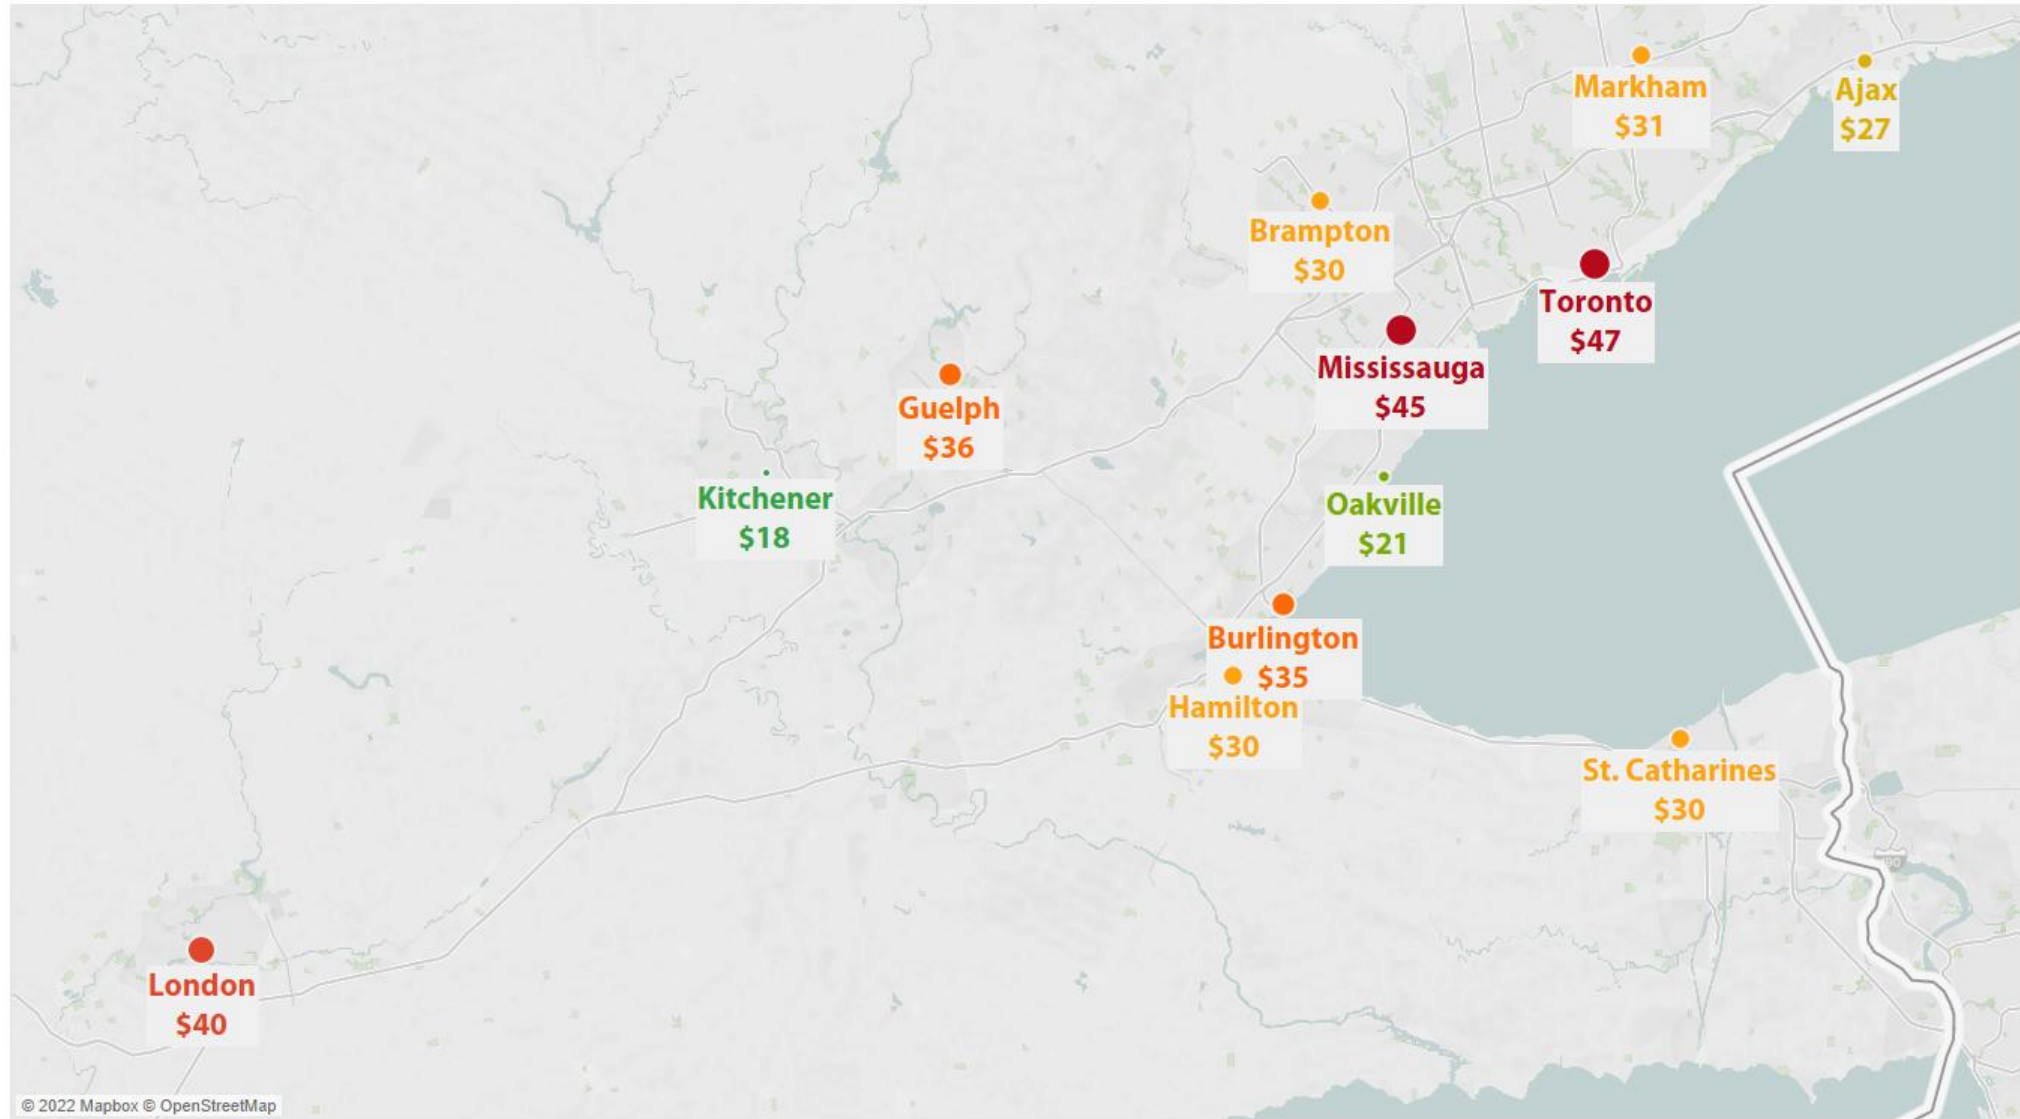 Markham
$31
Ajax
$27
Brampton
$30
Toronto
$47
Mississauga
$45
Guelph
$36
Kitchener
$18
Oakville
$21
Burlington
$35
Hamilton
$30
St. Catharines
$30
90
London
$40
© 2022 Mapbox © OpenStreetMap